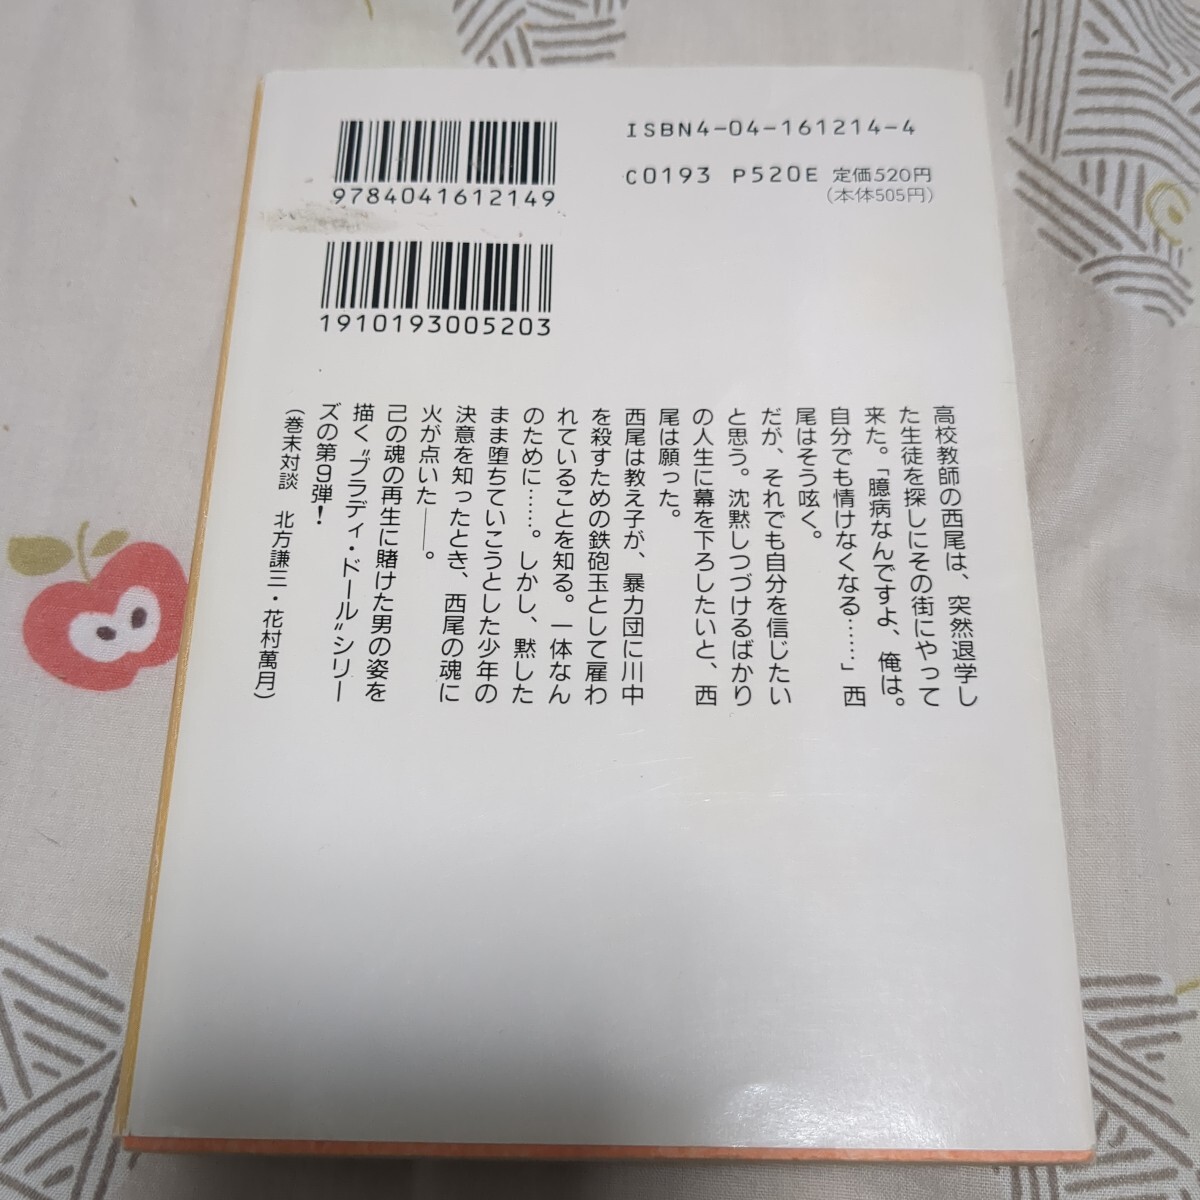 9784041612149
ISBN4-04-161214-4
C0193 P520E 定価520円
(本体505円)
1910193005203
高校教師の西尾は、突然退学し
た生徒を探しにその街にやって
来た。「臆病なんですよ、俺は。
自分でも情けなくなる……」西
尾はそう呟く。
だが、それでも自分を信じたい
と思う。沈黙しつづけるばかり
の人生に幕を下ろしたいと、西
尾は願った。
西尾は教え子が、暴力団に川中
を殺すための鉄砲玉として雇わ
れていることを知る。一体なん
のために……。しかし、黙した
まま堕ちていこうとした少年の
決意を知ったとき、西尾の魂に
火が点いた――。
己の魂の再生に賭けた男の姿を
描く〝ブラディ・ドール〟シリー
ズの第9弾!
(巻末対談 北方謙三・花村萬月)